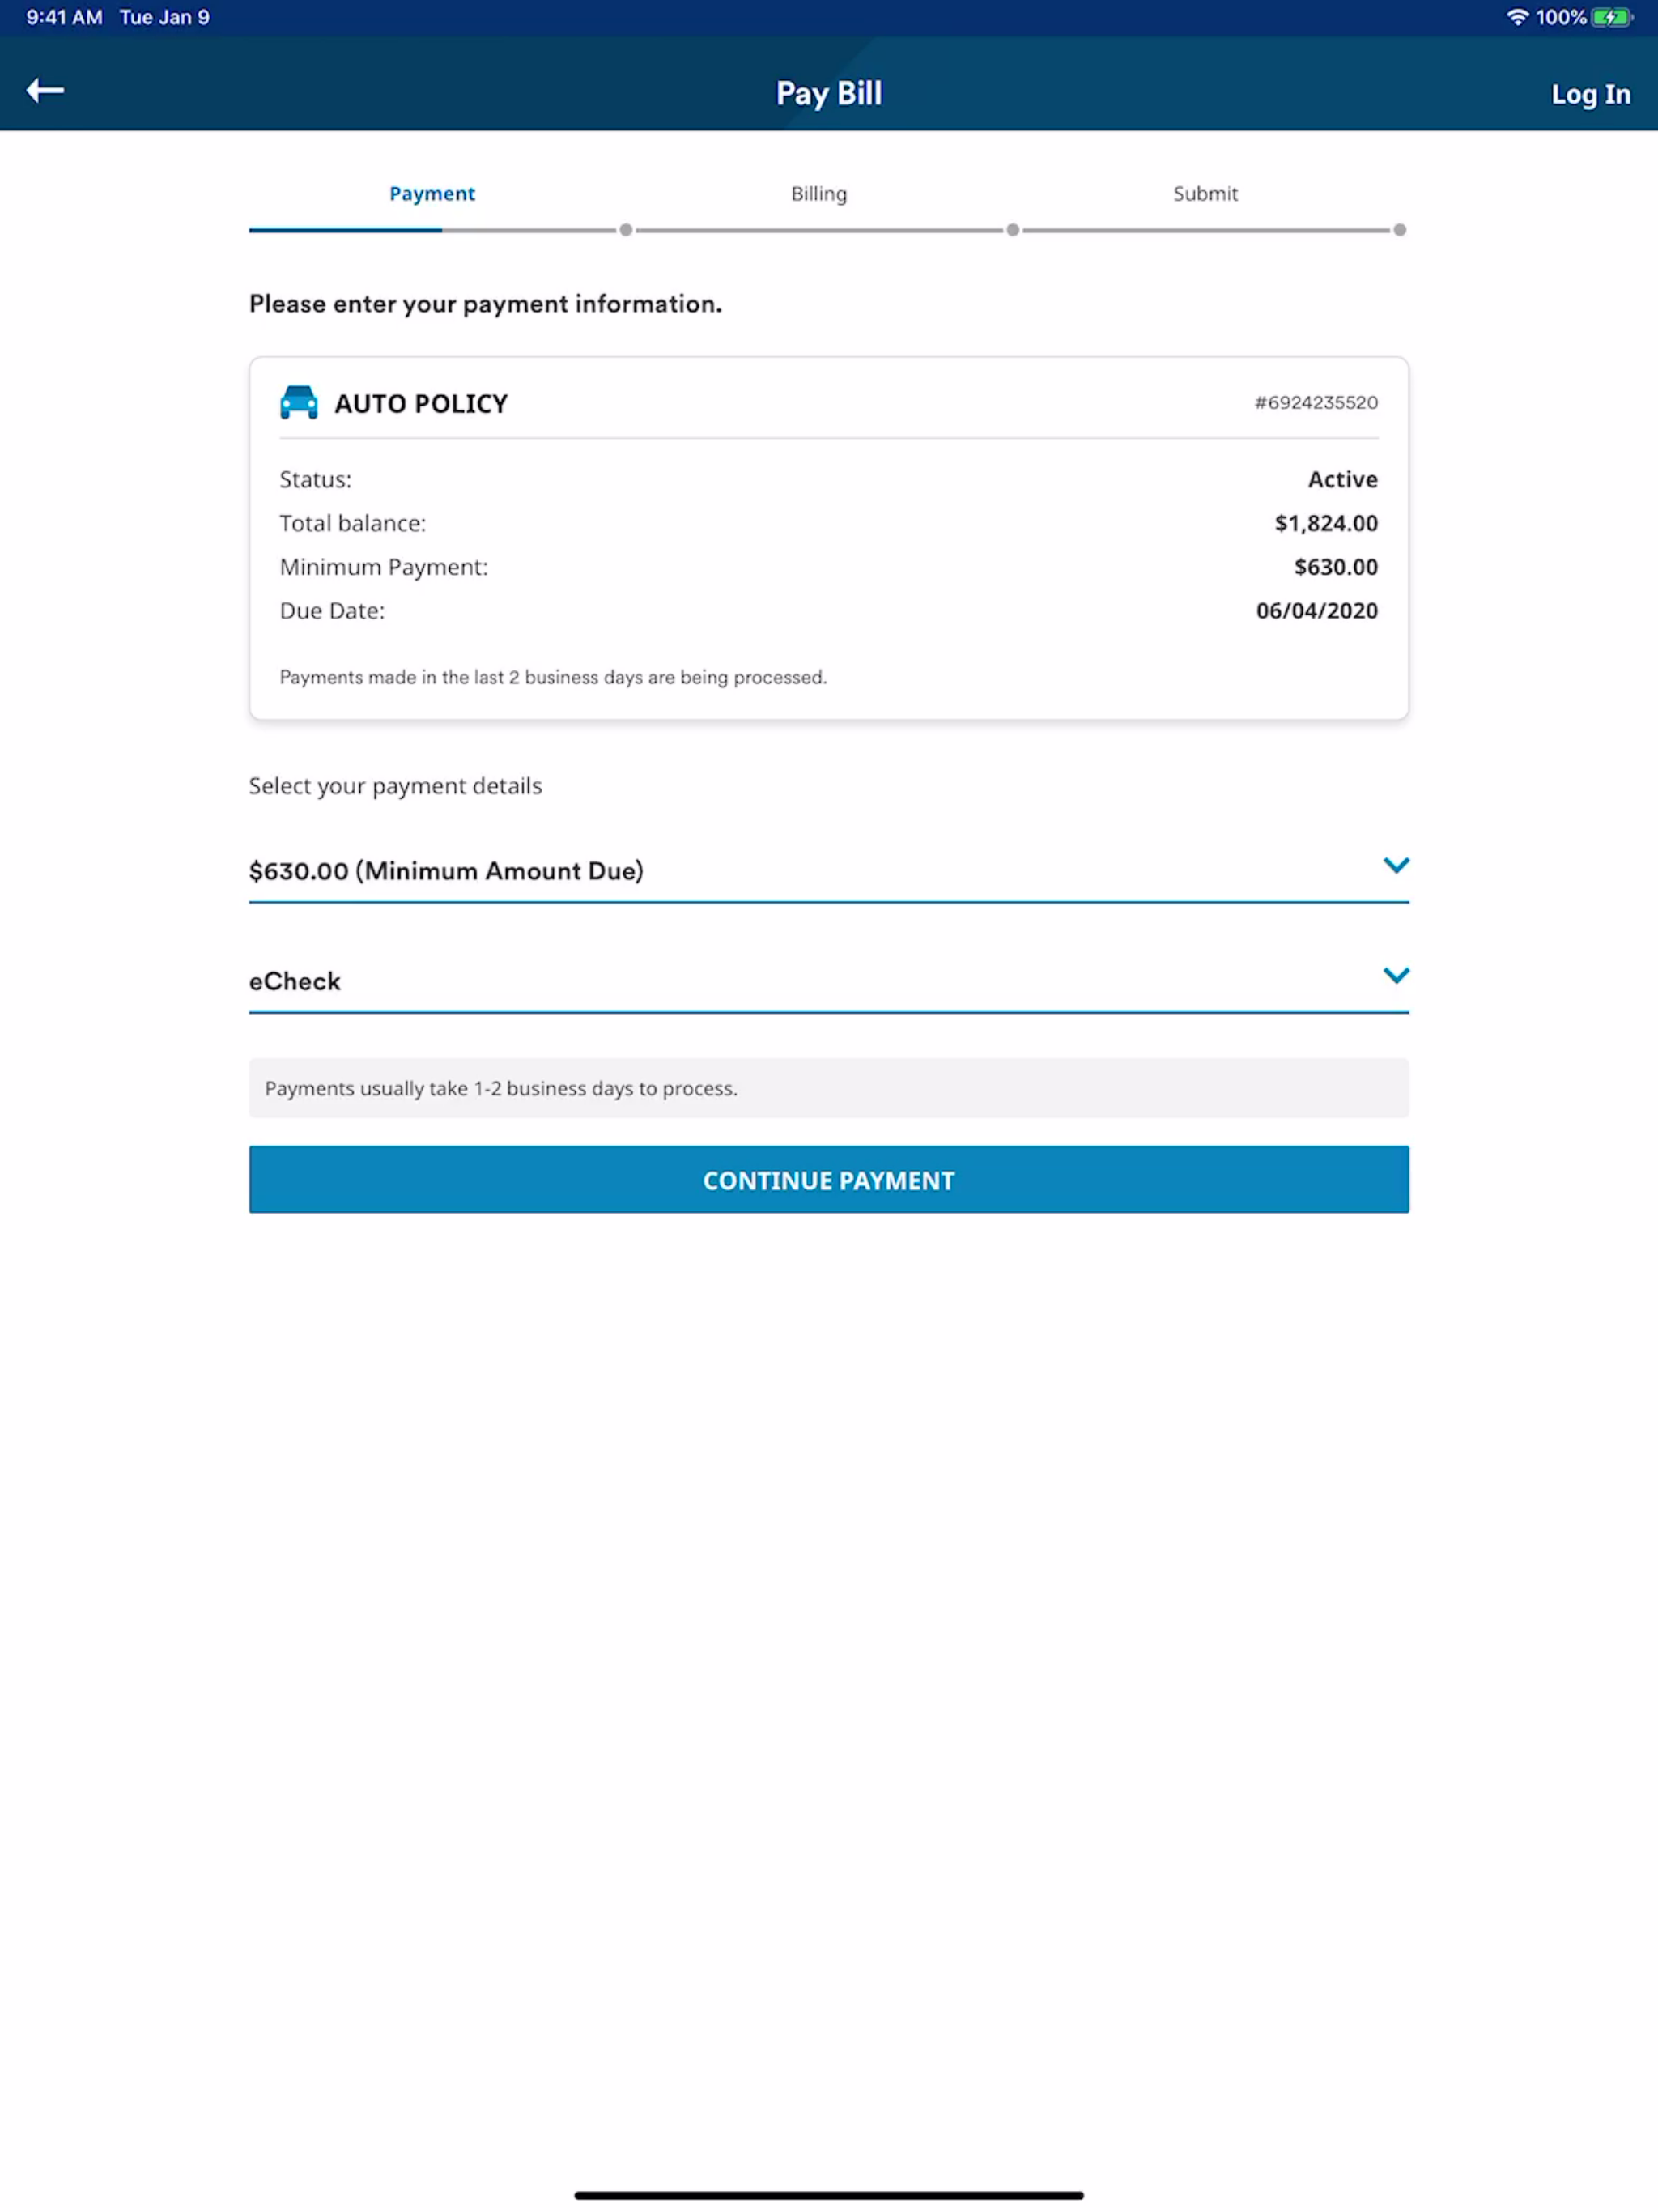 9:41 AM Tue Jan 9 100%
Pay Bill
Log In
Payment Billing Submit
Please enter your payment information.
AUTO POLICY #6924235520
Status: Active
Total balance: $1,824.00
Minimum Payment: $630.00
Due Date: 06/04/2020
Payments made in the last 2 business days are being processed.
Select your payment details
$630.00 (Minimum Amount Due)
eCheck
Payments usually take 1-2 business days to process.
CONTINUE PAYMENT